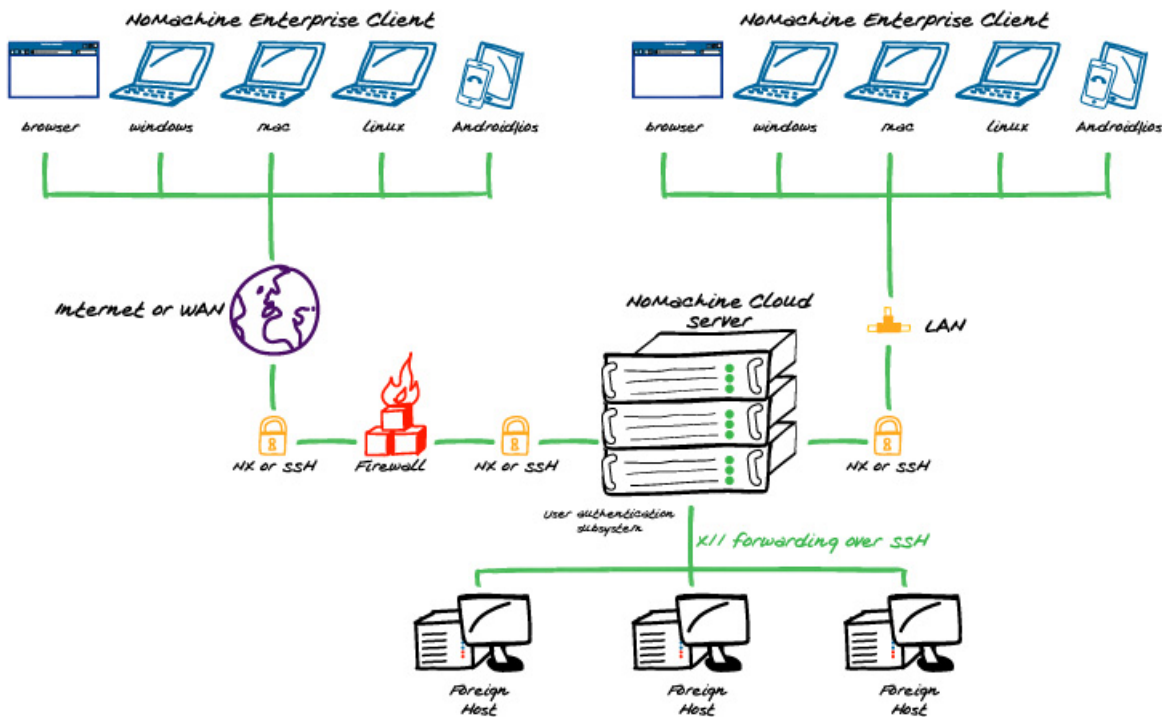 NoMachine Enterprise Client
NoMachine Enterprise Client
browser
windows
mac
linux
Android/ios
browser
windows
mac
linux
Android/ios
Internet or WAN
NoMachine Cloud
server
LAN
NX or SSH
Firewall
NX or SSH
NX or SSH
User authentication
subsystem
X11 forwarding over SSH
Foreign
Host
Foreign
Host
Foreign
Host